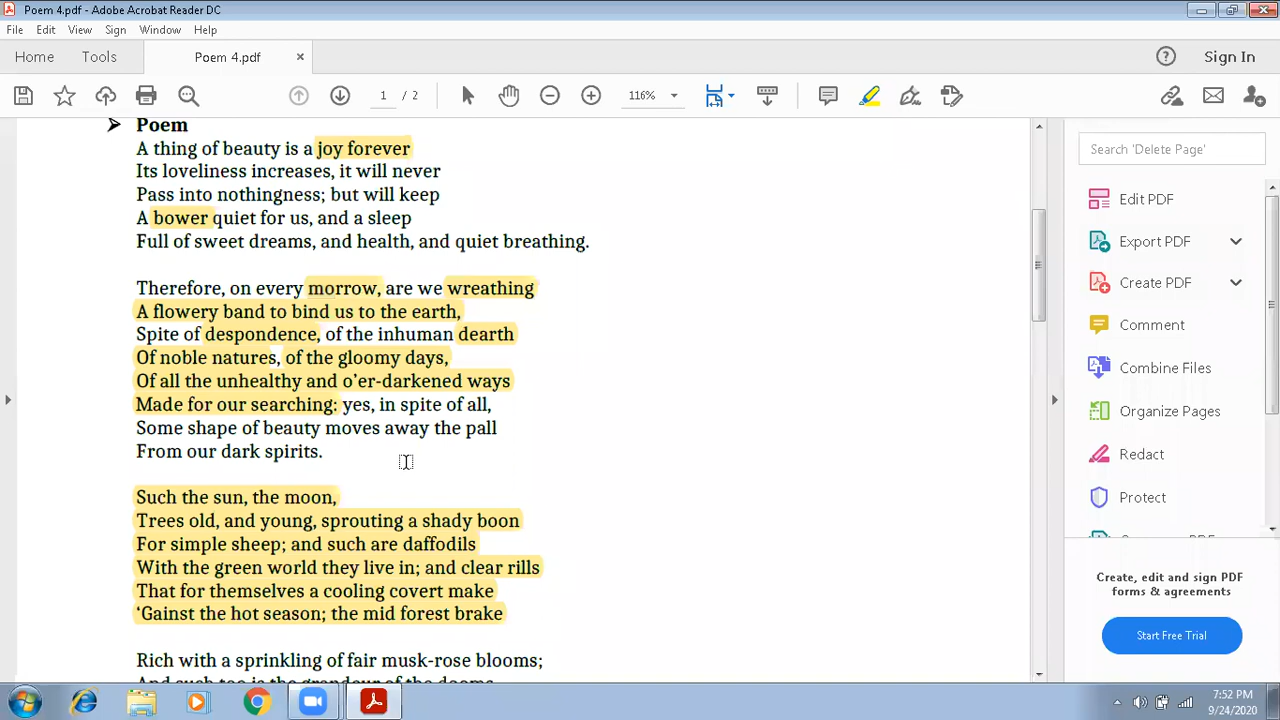 Poem 4.pdf - Adobe Acrobat Reader DC
File Edit View Sign Window Help
Home Tools Poem 4.pdf × ? Sign In
1 / 2 116%
➤ Poem
A thing of beauty is a joy forever
Its loveliness increases, it will never
Pass into nothingness; but will keep
A bower quiet for us, and a sleep
Full of sweet dreams, and health, and quiet breathing.
Therefore, on every morrow, are we wreathing
A flowery band to bind us to the earth,
Spite of despondence, of the inhuman dearth
Of noble natures, of the gloomy days,
Of all the unhealthy and o’er-darkened ways
Made for our searching: yes, in spite of all,
Some shape of beauty moves away the pall
From our dark spirits.
Such the sun, the moon,
Trees old, and young, sprouting a shady boon
For simple sheep; and such are daffodils
With the green world they live in; and clear rills
That for themselves a cooling covert make
‘Gainst the hot season; the mid forest brake
Rich with a sprinkling of fair musk-rose blooms;
And such too is the grandeur of the dooms
Search 'Delete Page'
Edit PDF
Export PDF
Create PDF
Comment
Combine Files
Organize Pages
Redact
Protect
Create, edit and sign PDF
forms & agreements
Start Free Trial
7:52 PM
9/24/2020